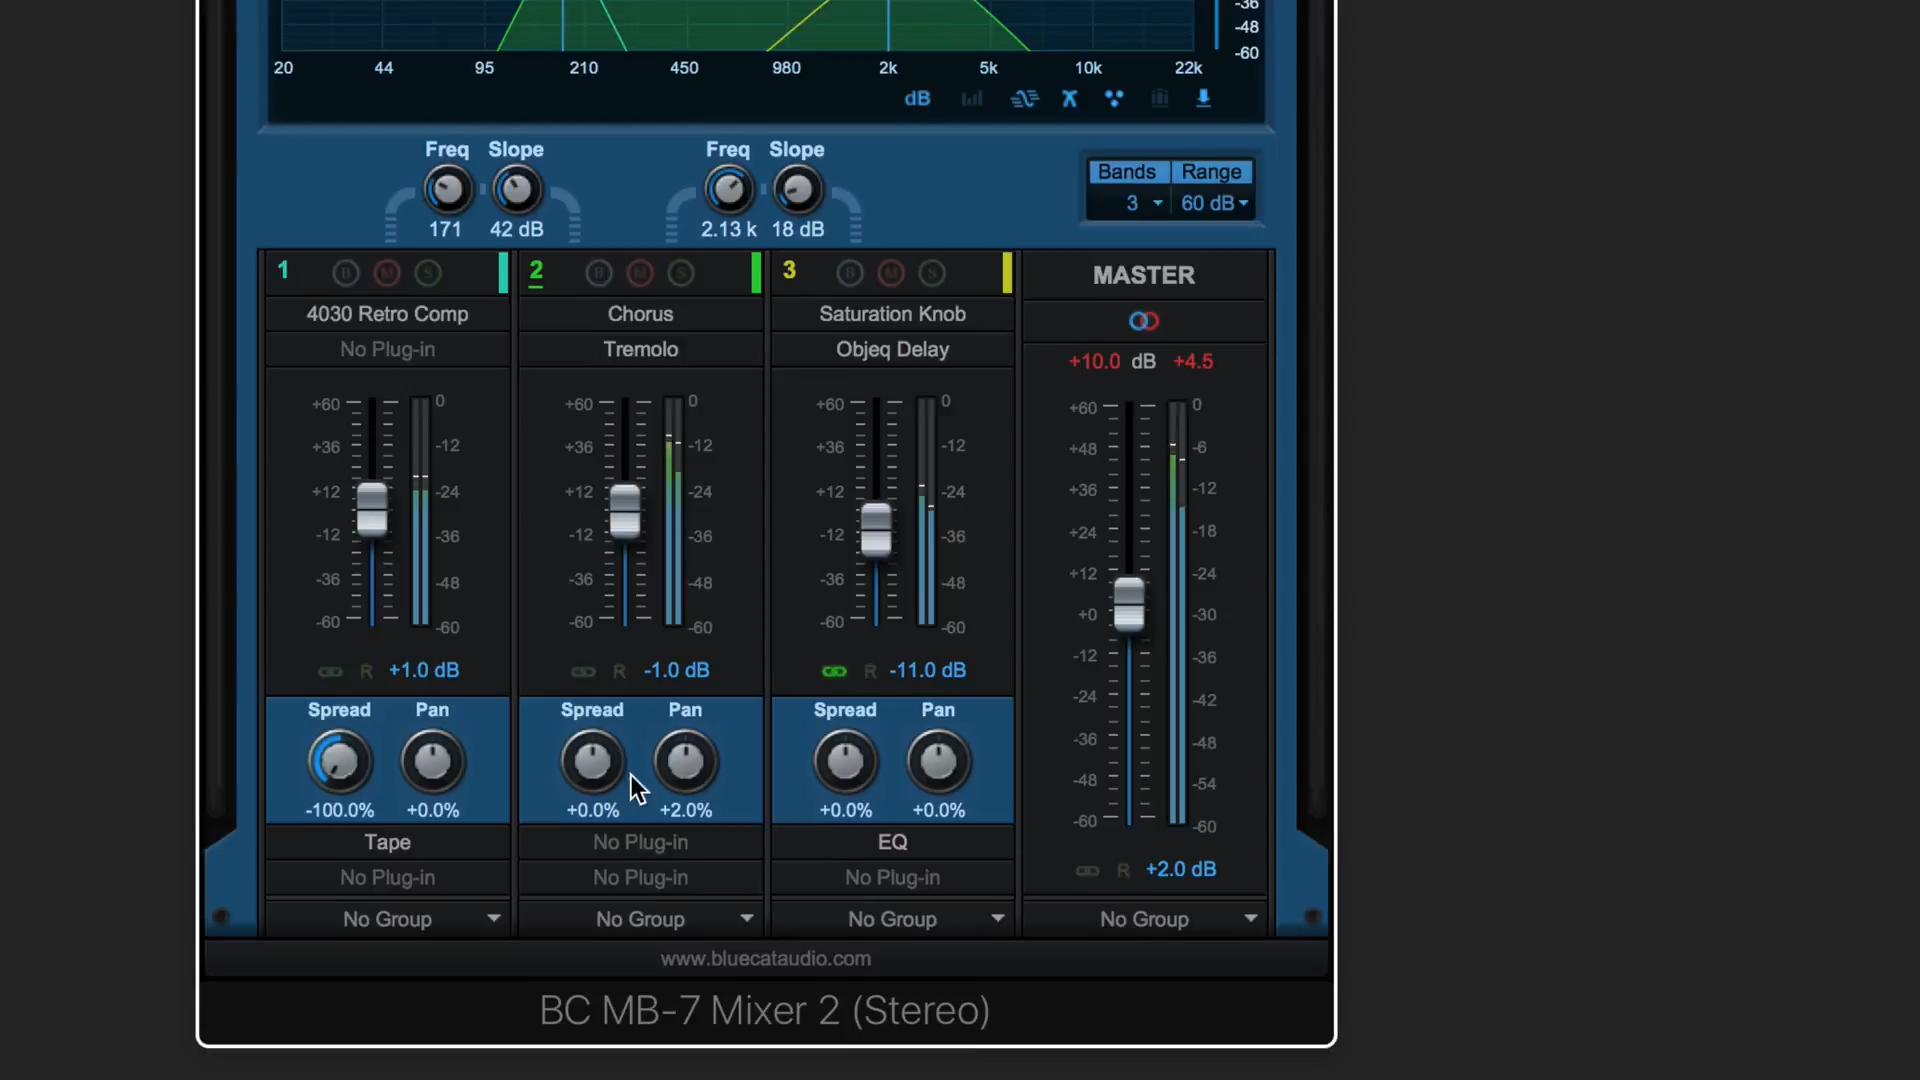 -36
-48
-60
20 44 95 210 450 980 2k 5k 10k 22k
dB
Freq Slope Freq Slope
Bands Range
3 60 dB
171 42 dB 2.13 k 18 dB
1 B M S 2 B M S 3 B M S MASTER
4030 Retro Comp Chorus Saturation Knob
No Plug-in Tremolo Objeq Delay
+10.0 dB +4.5
+60 0 +60 0 +60 0 +60 0
+36 -12 +36 -12 +36 -12 +48 -6
+12 -24 +12 -24 +12 -24 +36 -12
-12 -36 -12 -36 -12 -36 +24 -18
-36 -48 -36 -48 -36 -48 +12 -24
-60 -60 -60 -60 -60 -60 +0 -30
R +1.0 dB R -1.0 dB R -11.0 dB -12 -36
-24 -42
Spread Pan Spread Pan Spread Pan -36 -48
-48 -54
-100.0% +0.0% +0.0% +2.0% +0.0% +0.0% -60 -60
Tape No Plug-in EQ
R +2.0 dB
No Plug-in No Plug-in No Plug-in
No Group No Group No Group No Group
www.bluecataudio.com
BC MB-7 Mixer 2 (Stereo)